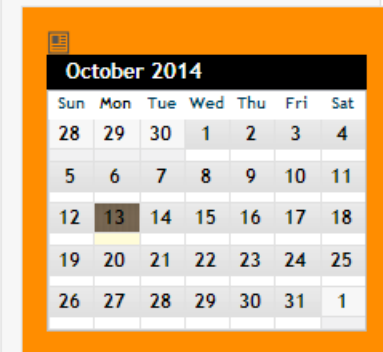 October 2014
Sun Mon Tue Wed Thu Fri Sat
28 29 30 1 2 3 4
5 6 7 8 9 10 11
12 13 14 15 16 17 18
19 20 21 22 23 24 25
26 27 28 29 30 31 1